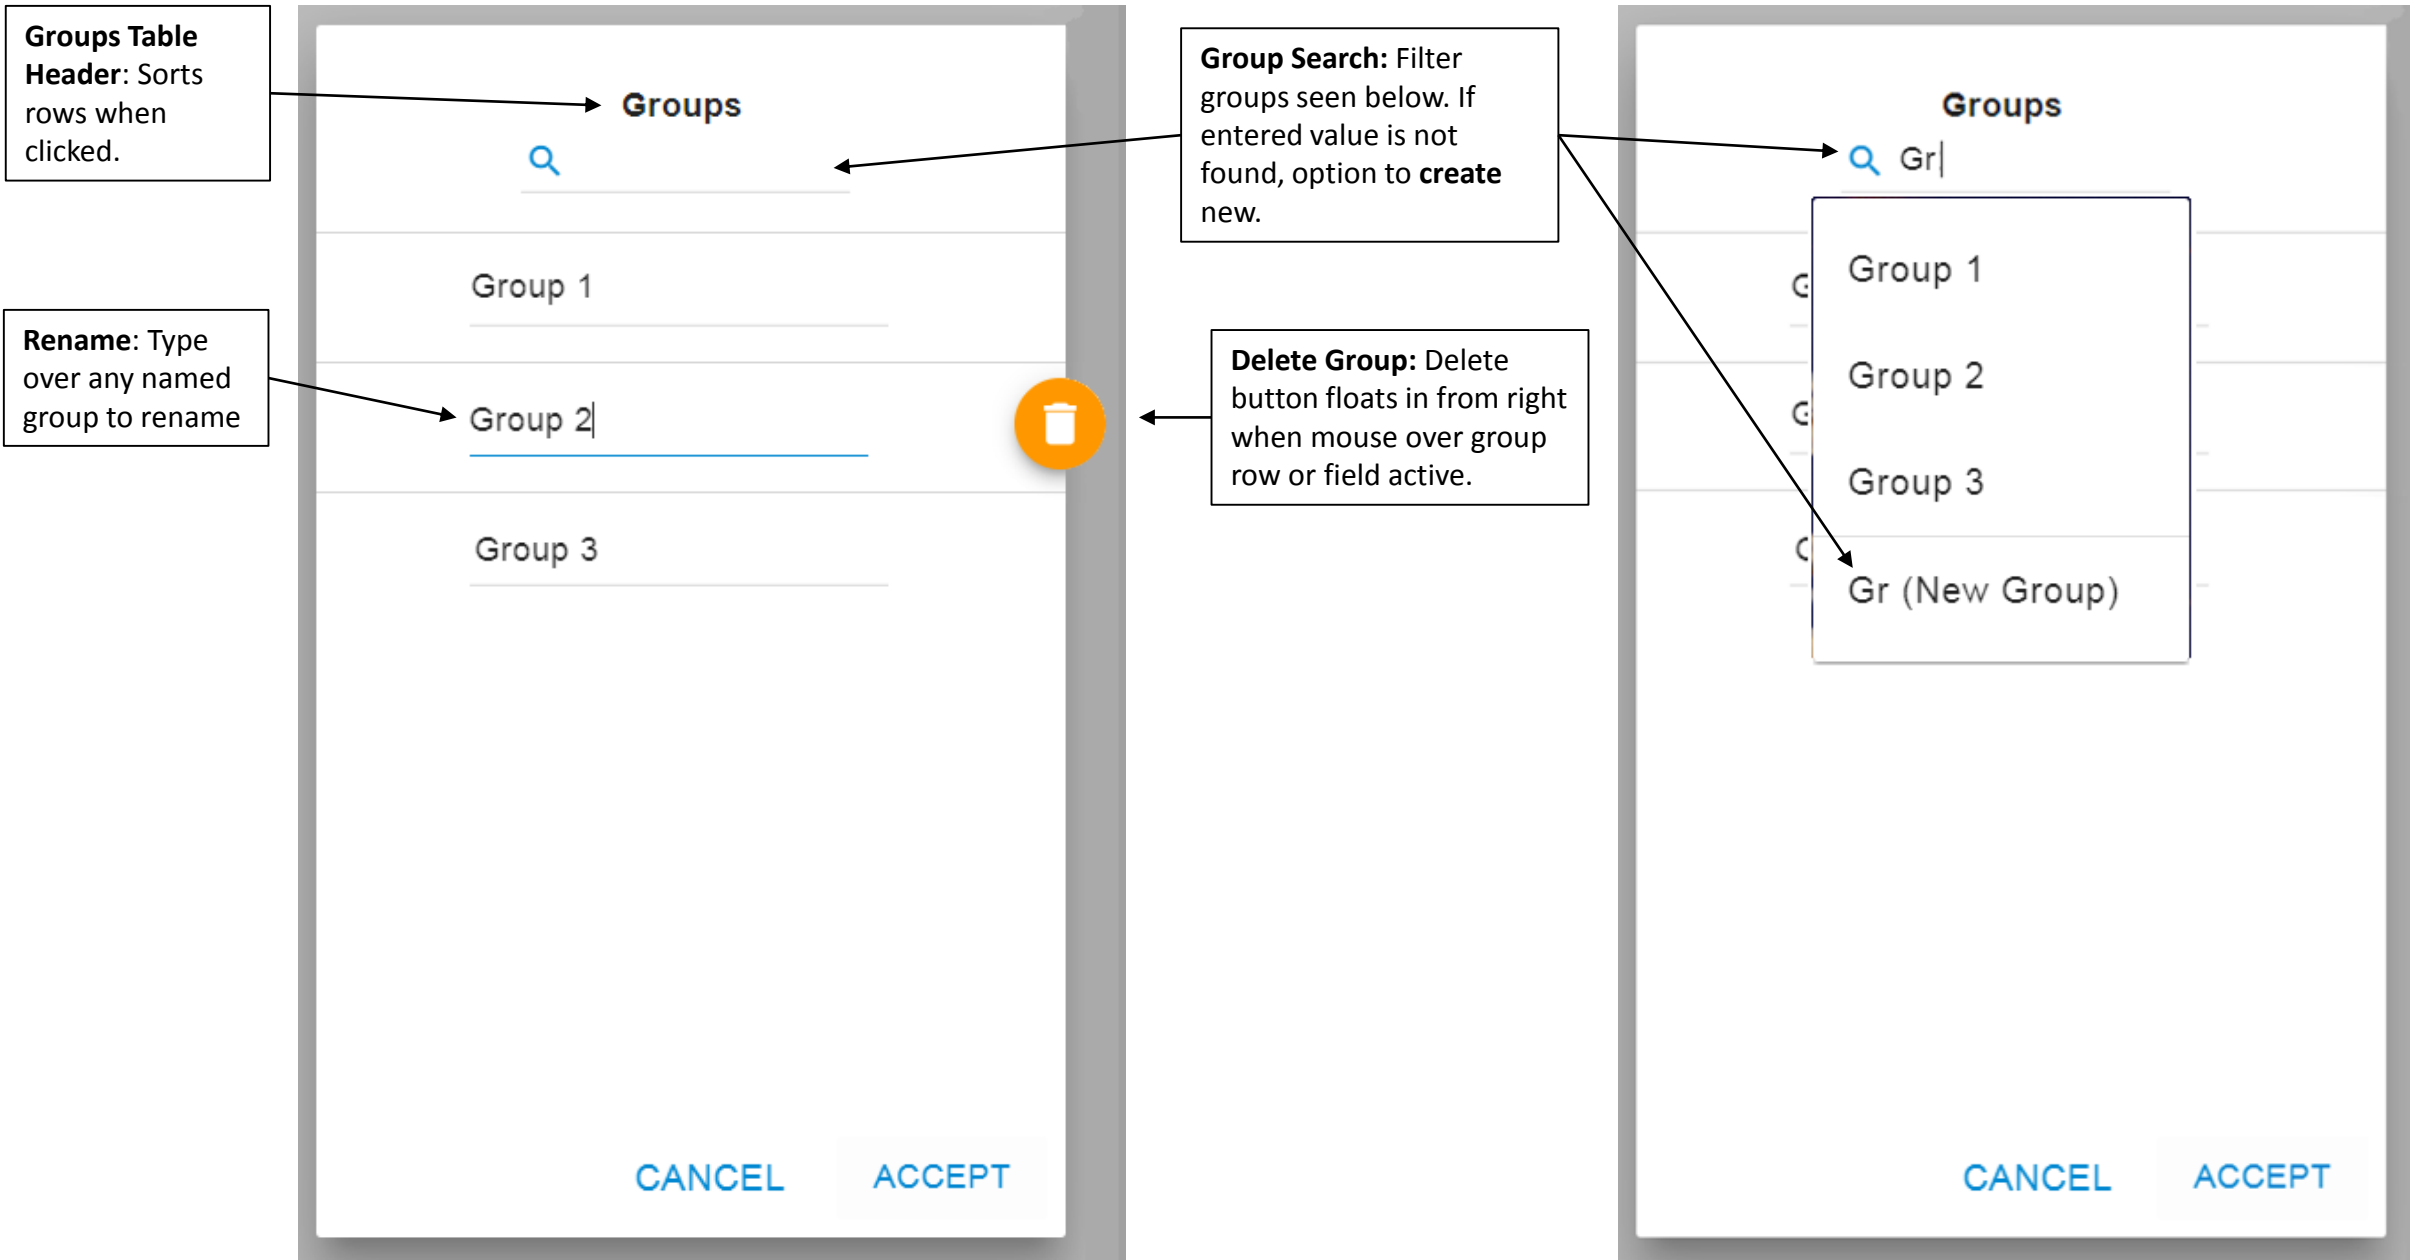 Groups Table
Header: Sorts
rows when
clicked.
Rename: Type
over any named
group to rename
Groups
Group 1
Group 2
Group 3
CANCEL ACCEPT
Group Search: Filter
groups seen below. If
entered value is not
found, option to create
new.
Delete Group: Delete
button floats in from right
when mouse over group
row or field active.
Groups
Gr
G
G
Group 1
Group 2
Group 3
Gr (New Group)
CANCEL ACCEPT